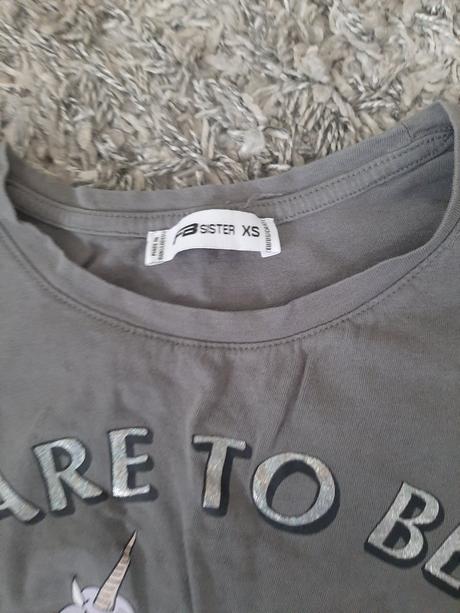 FB SISTER XS
ARE TO BE